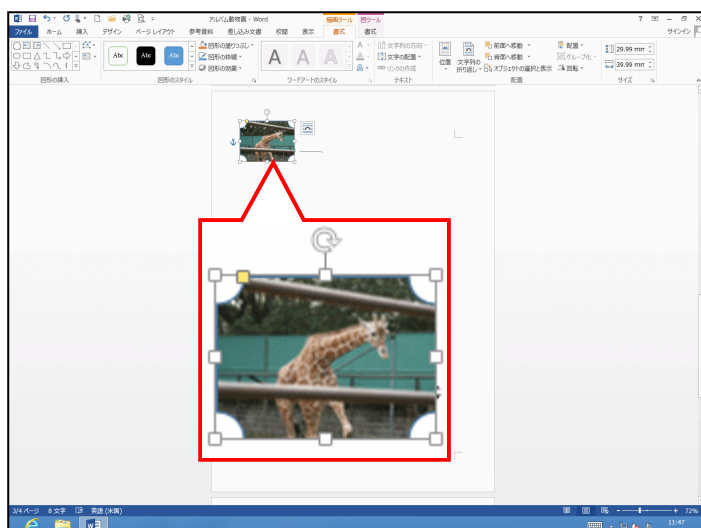 アルバム動物園 - Word
描画ツール 図ツール
ファイル ホーム 挿入 デザイン ページ レイアウト 参考資料 差し込み文書 校閲 表示 書式 書式 サインイン
Abc Abc Abc
図形の塗りつぶし
図形の枠線
図形の効果
A A A
文字列の方向
文字の配置
リンクの作成
位置 文字列の折り返し
前面へ移動
背面へ移動
オブジェクトの選択と表示
配置
グループ化
回転
29.99 mm
39.99 mm
図形の挿入 図形のスタイル ワードアートのスタイル テキスト 配置 サイズ
3/4 ページ 8 文字 英語 (米国) 72%
11:47